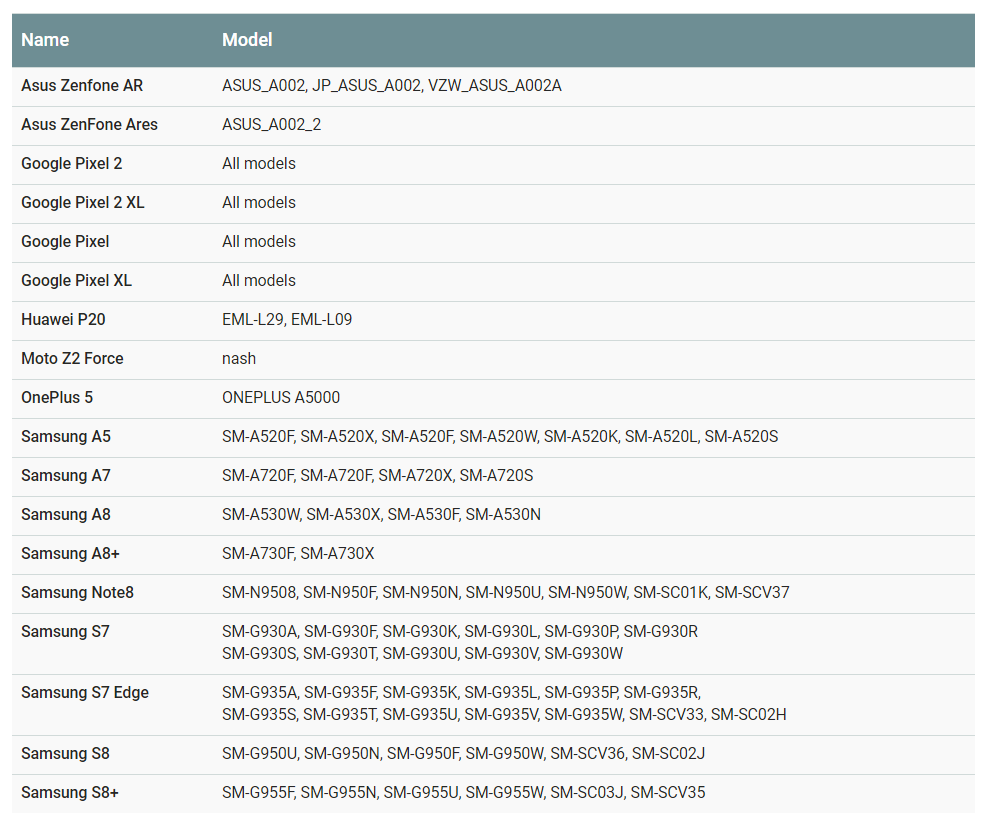 Name Model
Asus Zenfone AR ASUS_A002, JP_ASUS_A002, VZW_ASUS_A002A
Asus ZenFone Ares ASUS_A002_2
Google Pixel 2 All models
Google Pixel 2 XL All models
Google Pixel All models
Google Pixel XL All models
Huawei P20 EML-L29, EML-L09
Moto Z2 Force nash
OnePlus 5 ONEPLUS A5000
Samsung A5 SM-A520F, SM-A520X, SM-A520F, SM-A520W, SM-A520K, SM-A520L, SM-A520S
Samsung A7 SM-A720F, SM-A720F, SM-A720X, SM-A720S
Samsung A8 SM-A530W, SM-A530X, SM-A530F, SM-A530N
Samsung A8+ SM-A730F, SM-A730X
Samsung Note8 SM-N9508, SM-N950F, SM-N950N, SM-N950U, SM-N950W, SM-SC01K, SM-SCV37
Samsung S7 SM-G930A, SM-G930F, SM-G930K, SM-G930L, SM-G930P, SM-G930R
SM-G930S, SM-G930T, SM-G930U, SM-G930V, SM-G930W
Samsung S7 Edge SM-G935A, SM-G935F, SM-G935K, SM-G935L, SM-G935P, SM-G935R,
SM-G935S, SM-G935T, SM-G935U, SM-G935V, SM-G935W, SM-SCV33, SM-SC02H
Samsung S8 SM-G950U, SM-G950N, SM-G950F, SM-G950W, SM-SCV36, SM-SC02J
Samsung S8+ SM-G955F, SM-G955N, SM-G955U, SM-G955W, SM-SC03J, SM-SCV35